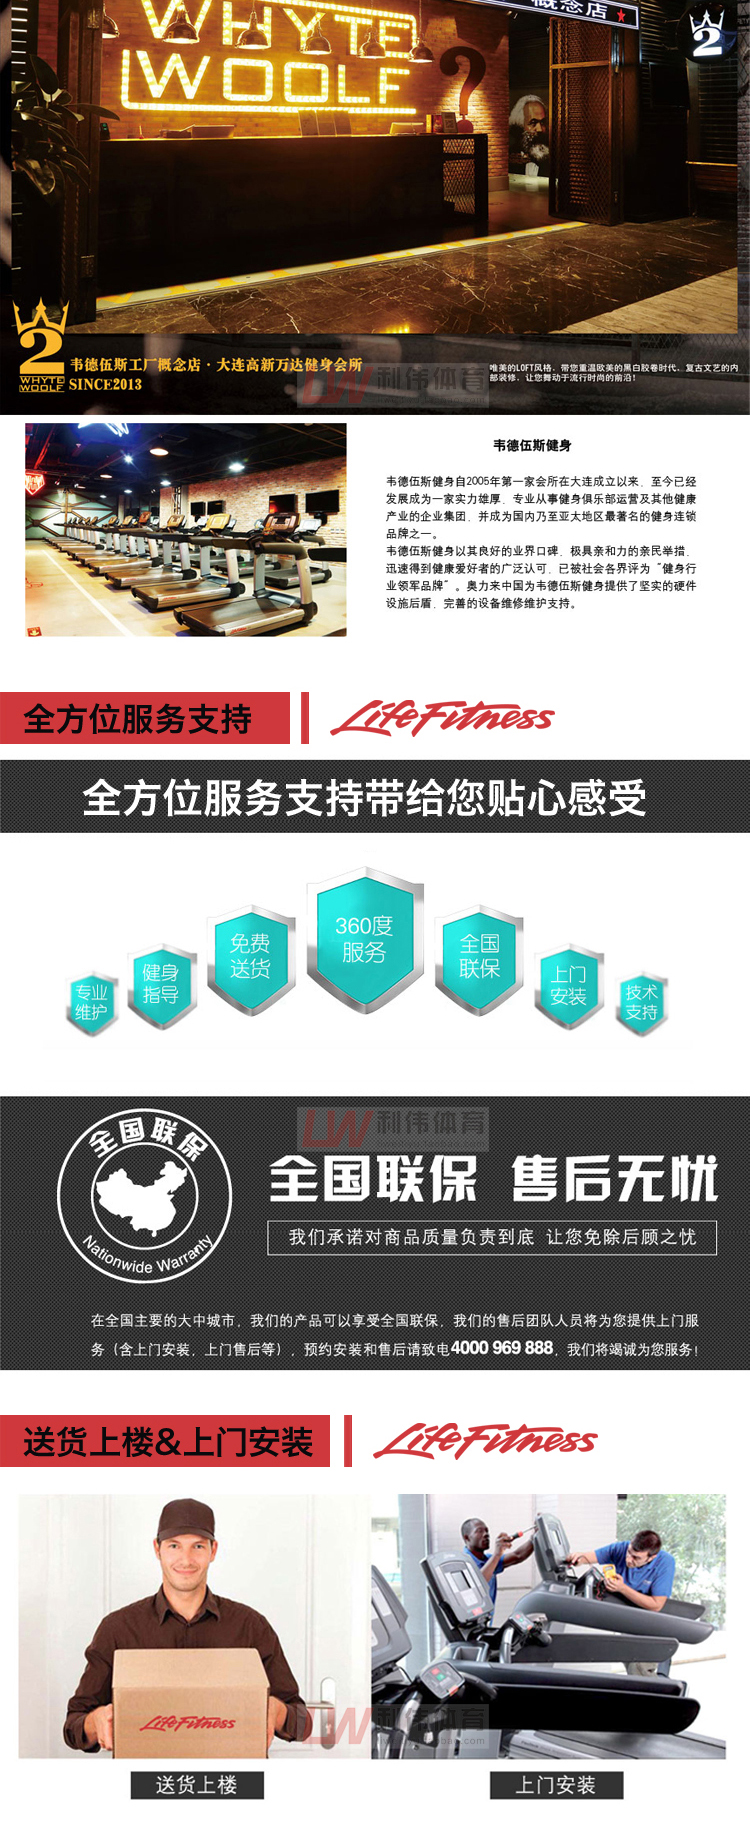 概念店
WHYTE
WOOLF
?
2
2
WHYTE
WOOLF
韦德伍斯工厂概念店·大连高新万达健身会所
SINCE2013
LW利伟体育
唯美的LOFT风格，带您重温欧美的黑白胶卷时代，复古文艺的内
部装修，让您舞动于流行时尚的前沿！
韦德伍斯健身
韦德伍斯健身自2005年第一家会所在大连成立以来，至今已经
发展成为一家实力雄厚，专业从事健身俱乐部运营及其他健康
产业的企业集团，并成为国内乃至亚太地区最著名的健身连锁
品牌之一。
韦德伍斯健身以其良好的业界口碑，极具亲和力的亲民举措，
迅速得到健康爱好者的广泛认可，已被社会各界评为“健身行
业领军品牌”。奥力来中国为韦德伍斯健身提供了坚实的硬件
设施后盾，完善的设备维修维护支持。
全方位服务支持
LifeFitness
全方位服务支持带给您贴心感受
专业
维护
健身
指导
免费
送货
360度
服务
全国
联保
上门
安装
技术
支持
LW利伟体育
全国联保
Nationwide Warranty
全国联保 售后无忧
我们承诺对商品质量负责到底 让您免除后顾之忧
在全国主要的大中城市，我们的产品可以享受全国联保，我们的售后团队人员将为您提供上门服
务（含上门安装，上门售后等），预约安装和售后请致电4000 969 888，我们将竭诚为您服务！
送货上楼&上门安装
LifeFitness
LifeFitness
LW利伟体育
送货上楼
上门安装